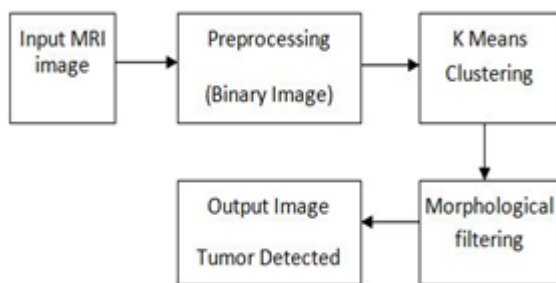 Input MRI
image
Preprocessing
(Binary Image)
K Means
Clustering
Morphological
filtering
Output Image
Tumor Detected